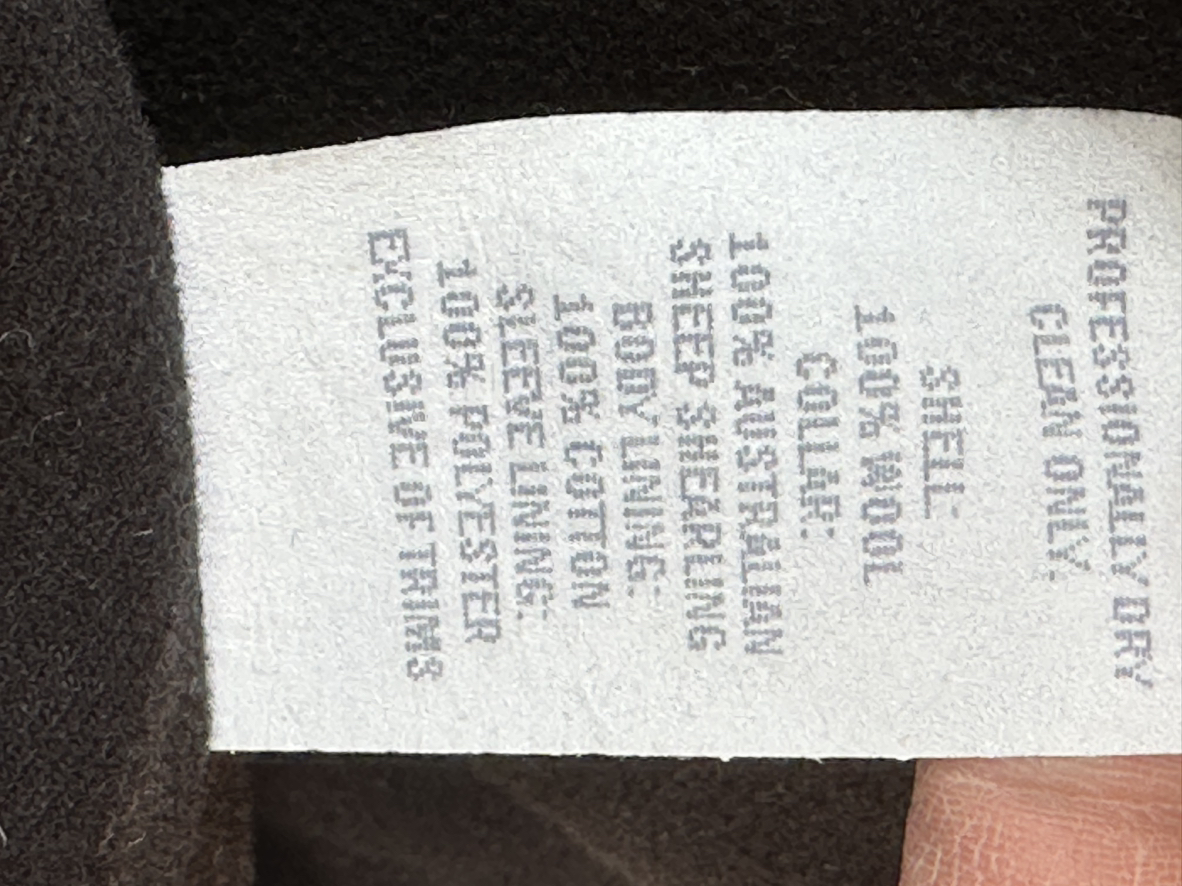 PROFESSIONALLY DRY
CLEAN ONLY.
SHELL:
100% WOOL
COLLAR:
100% AUSTRALIAN
SHEEP SHEARLING
BODY LINING:
100% COTTON
SLEEVE LINING:
100% POLYESTER
EXCLUSIVE OF TRIMS